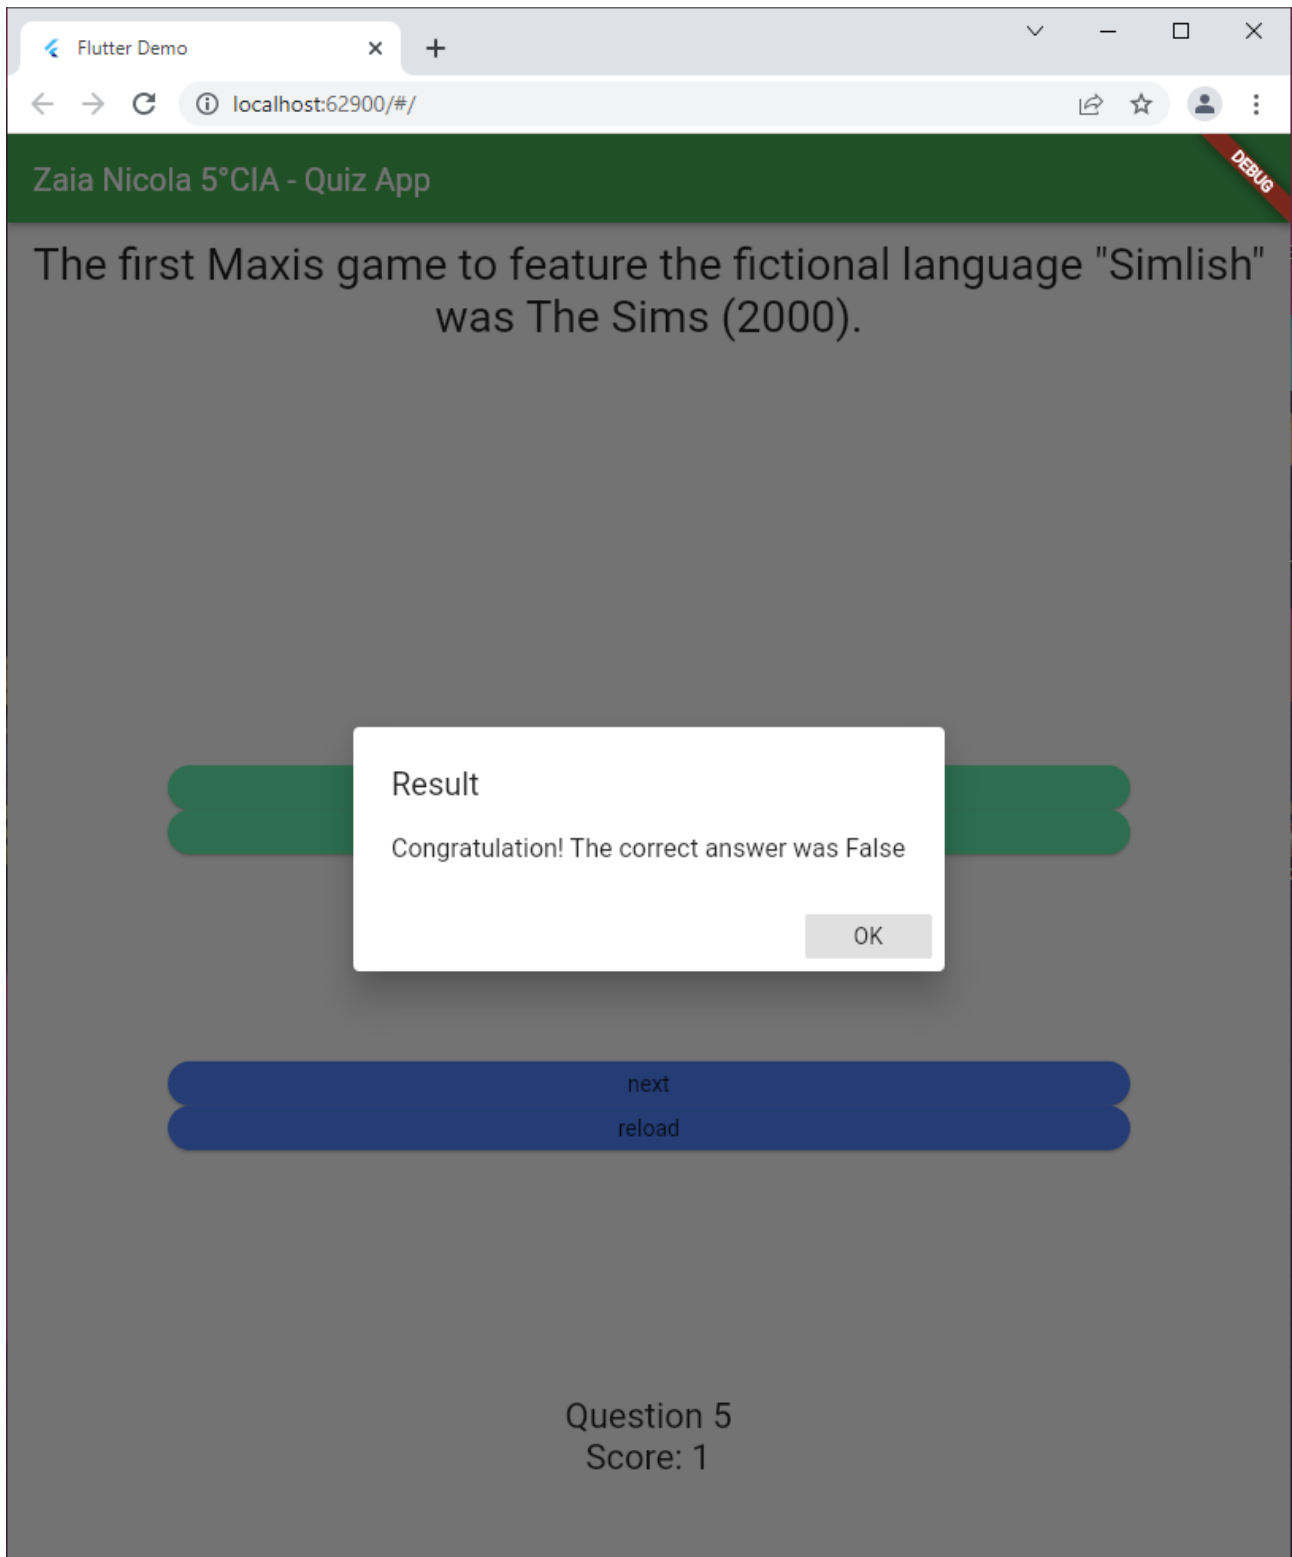 Flutter Demo
localhost:62900/#/
Zaia Nicola 5°CIA - Quiz App
DEBUG
The first Maxis game to feature the fictional language "Simlish"
was The Sims (2000).
Result
Congratulation! The correct answer was False
OK
next
reload
Question 5
Score: 1